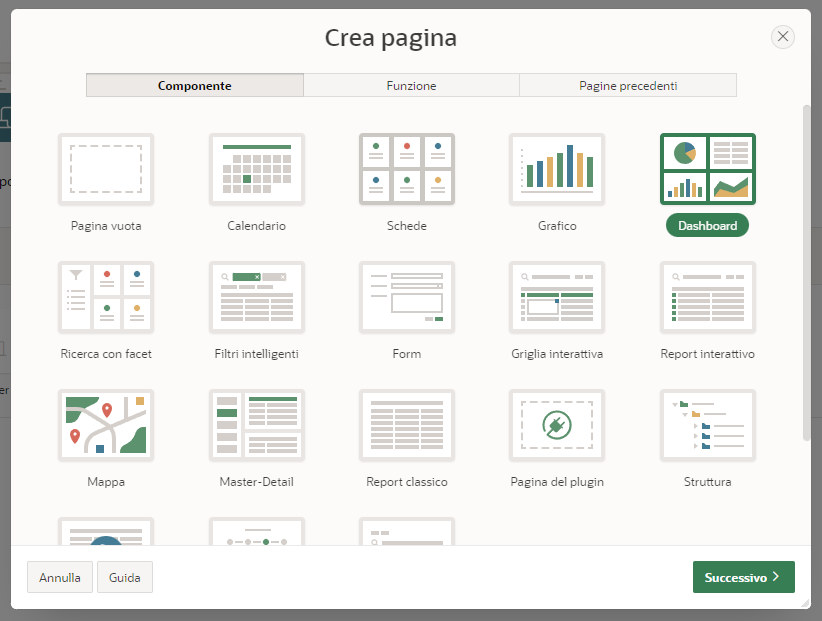 Crea pagina
Componente
Funzione
Pagine precedenti
Pagina vuota
Calendario
Schede
Grafico
Dashboard
Ricerca con facet
Filtri intelligenti
Form
Griglia interattiva
Report interattivo
Mappa
Master-Detail
Report classico
Pagina del plugin
Struttura
Annulla
Guida
Successivo